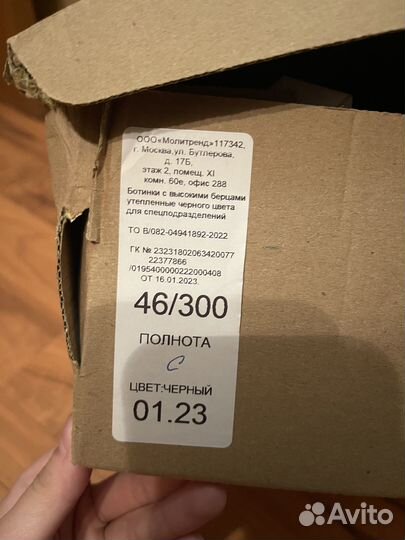 ООО«Молитренд»117342,
г. Москва,ул. Бутлерова,
д. 17Б,
этаж 2, помещ. XI
комн. 60е, офис 288
Ботинки с высокими берцами
утепленные черного цвета
для спецподразделений
ТО В/082-04941892-2022
ГК № 23231802063420077
22377866
/0195400000222000408
ОТ 16.01.2023.
46/300
ПОЛНОТА
С
ЦВЕТ:ЧЕРНЫЙ
01.23
Avito